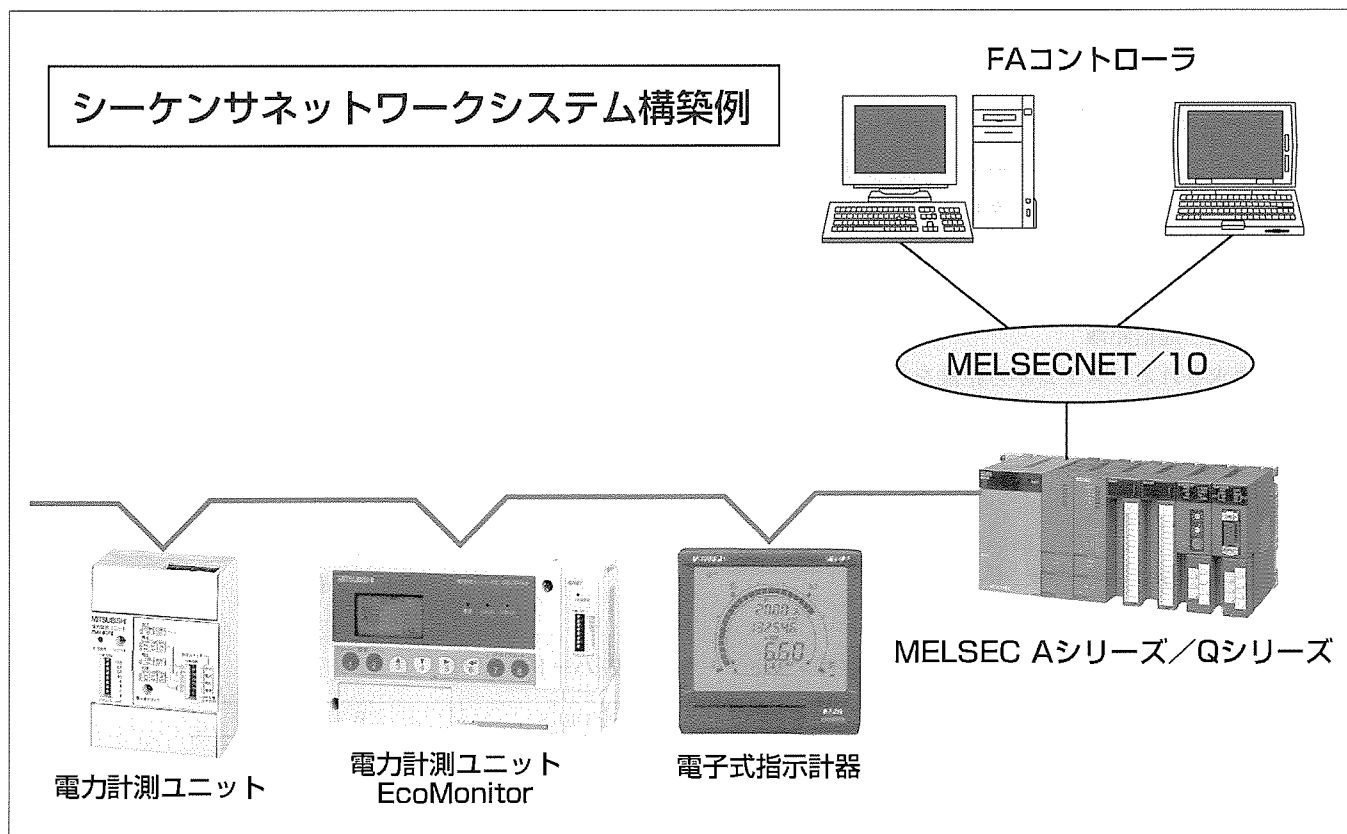 シーケンサネットワークシステム構築例
FAコントローラ
MELSECNET／10
MELSEC Aシリーズ／Qシリーズ
MITSUBISHI
電力計測ユニット
MITSUBISHI
電力計測ユニット
EcoMonitor
電子式指示計器